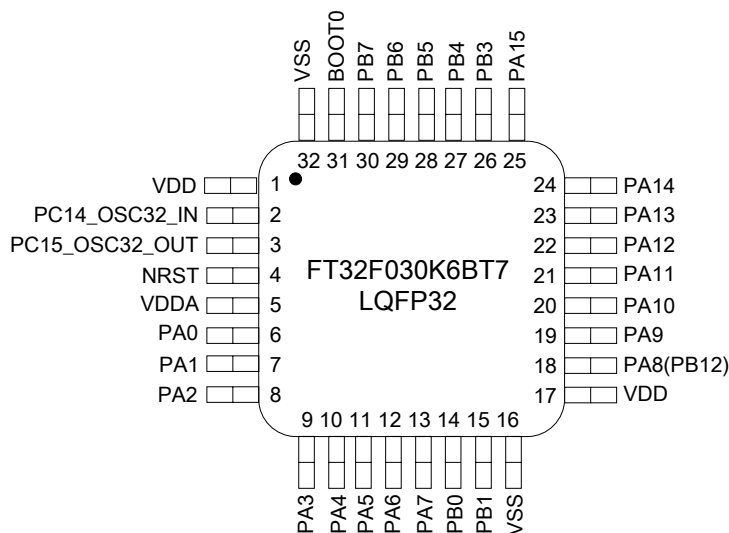 VSS
BOOT0
PB7
PB6
PB5
PB4
PB3
PA15
32 31 30 29 28 27 26 25
VDD 1
PC14_OSC32_IN 2
PC15_OSC32_OUT 3
NRST 4
VDDA 5
PA0 6
PA1 7
PA2 8
FT32F030K6BT7
LQFP32
24 PA14
23 PA13
22 PA12
21 PA11
20 PA10
19 PA9
18 PA8(PB12)
17 VDD
9 10 11 12 13 14 15 16
PA3
PA4
PA5
PA6
PA7
PB0
PB1
VSS